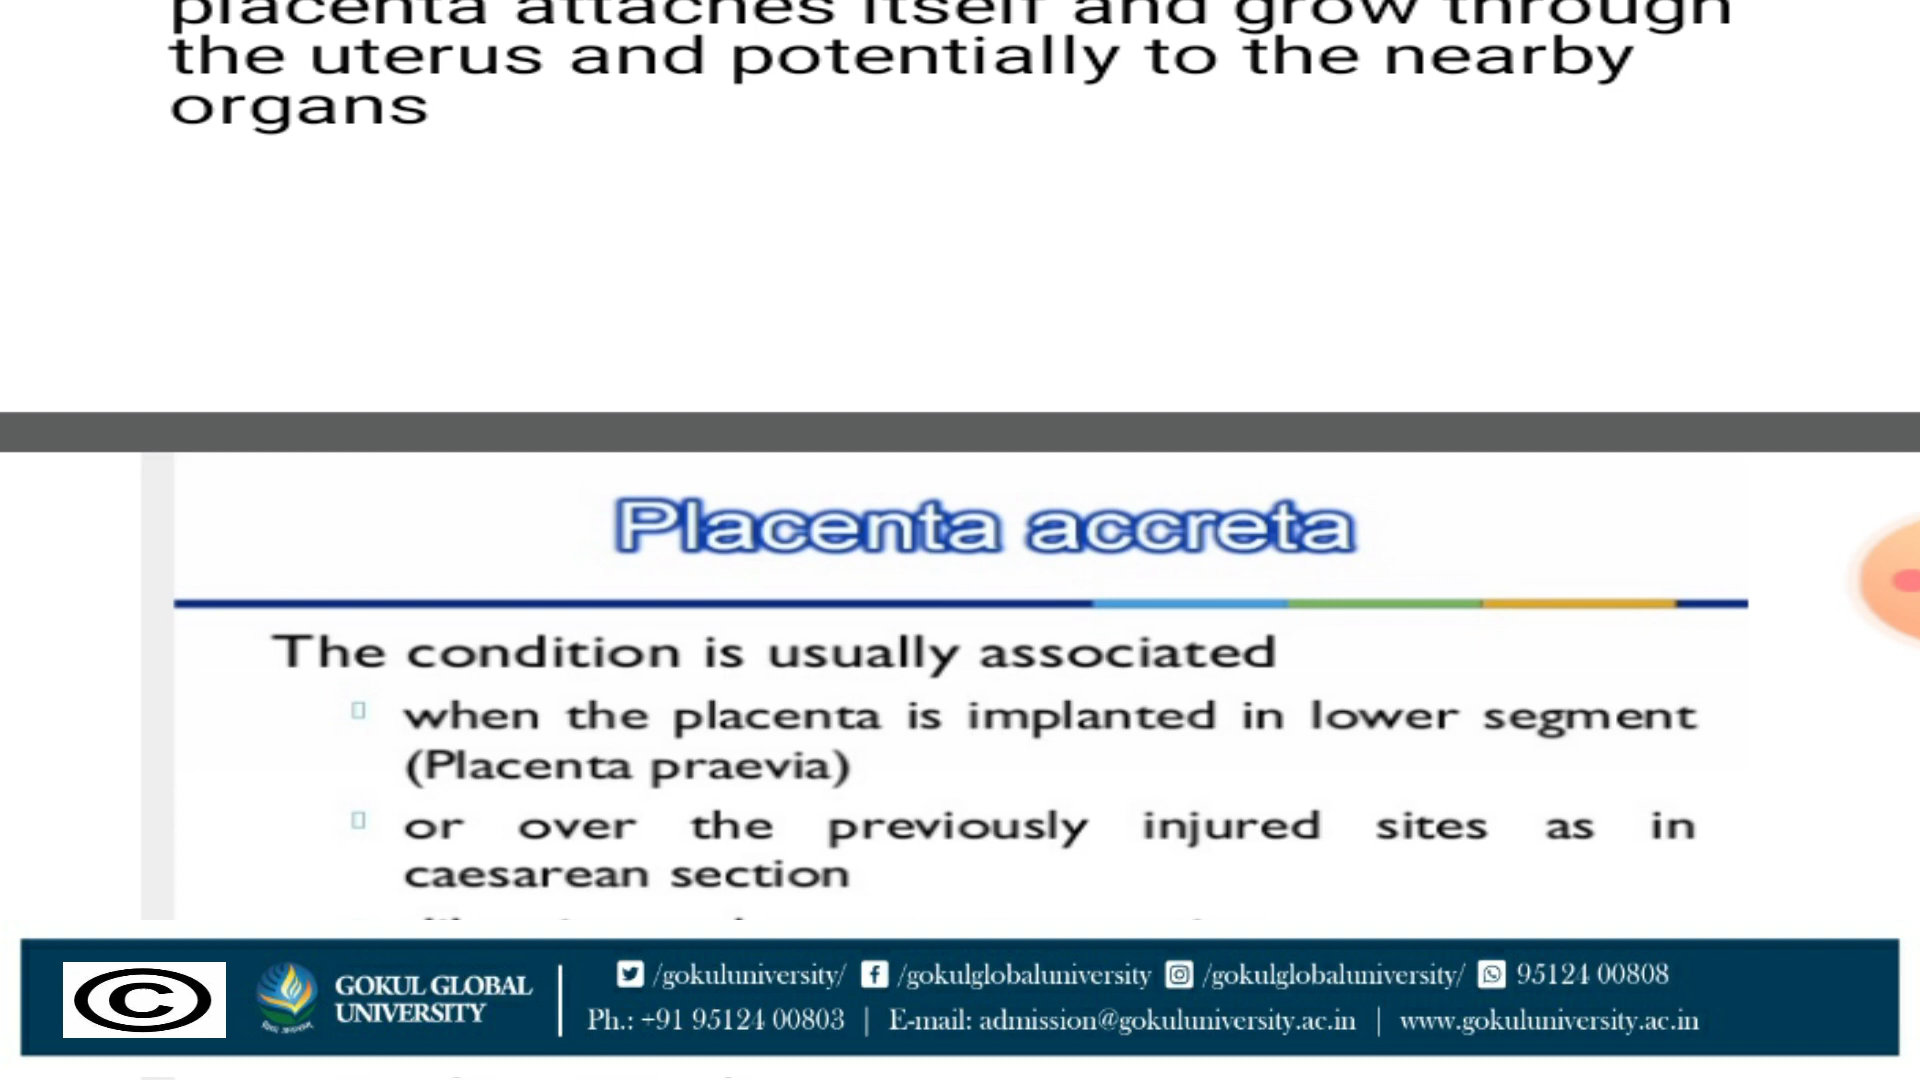 placenta attaches itself and grow through
the uterus and potentially to the nearby
organs
Placenta accreta
The condition is usually associated
when the placenta is implanted in lower segment
(Placenta praevia)
or over the previously injured sites as in
caesarean section
GOKUL GLOBAL
UNIVERSITY
/gokuluniversity/ /gokulglobaluniversity /gokulglobaluniversity/ 95124 00808
Ph.: +91 95124 00803 | E-mail: admission@gokuluniversity.ac.in | www.gokuluniversity.ac.in